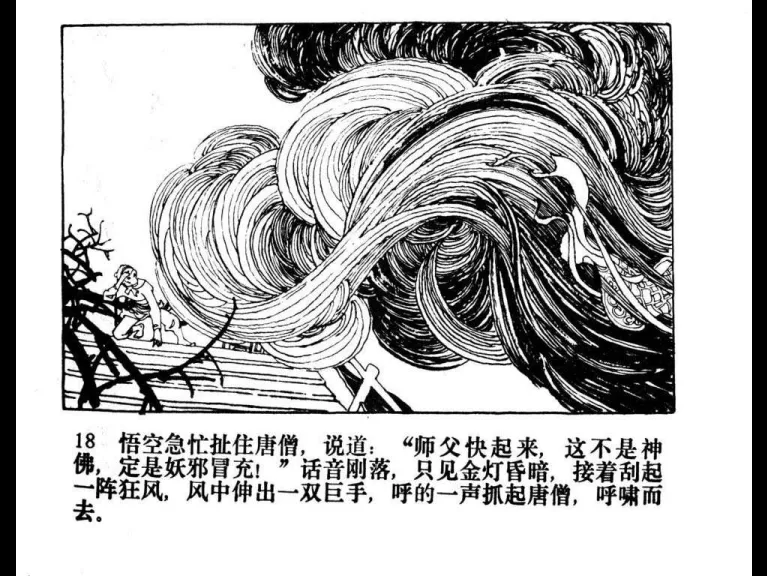 18 悟空急忙扯住唐僧，说道：“师父快起来，这不是神
佛，定是妖邪冒充！”话音刚落，只见金灯昏暗，接着刮起
一阵狂风，风中伸出一双巨手，呼的一声抓起唐僧，呼啸而
去。